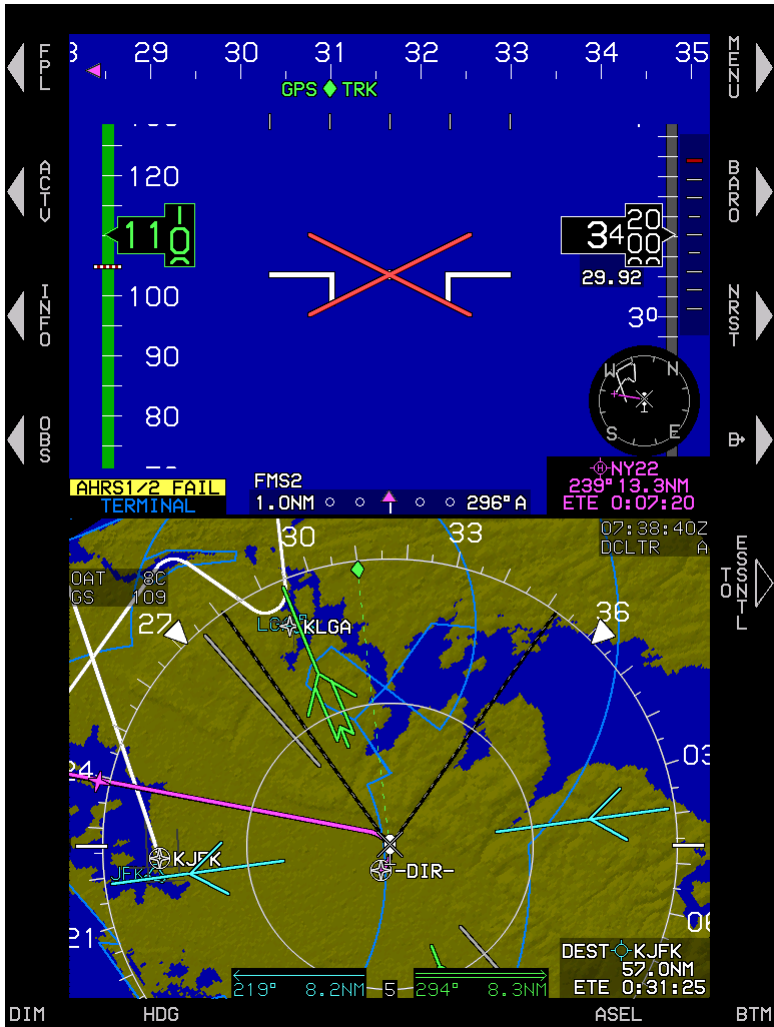 28 29 30 31 32 33 34 35
GPS TRK
FPL
MENU
120
110
100
90
80
20
3400
29.92
30
ACTV
BARO
INFO
NRST
OBS
D
W N
S E
NY22
239° 13.3NM
ETE 0:07:20
AHRS1/2 FAIL
TERMINAL
FMS2
1.0NM
296° A
07:38:40Z
DCLTR A
TO ESSNTL
OAT 8C
GS 109
30 33
27 36
KLGA
24 03
KJFK
JFK
-DIR-
21 06
DEST KJFK
57.0NM
ETE 0:31:25
219° 8.2NM 5 294° 8.3NM
DIM HDG ASEL BTM